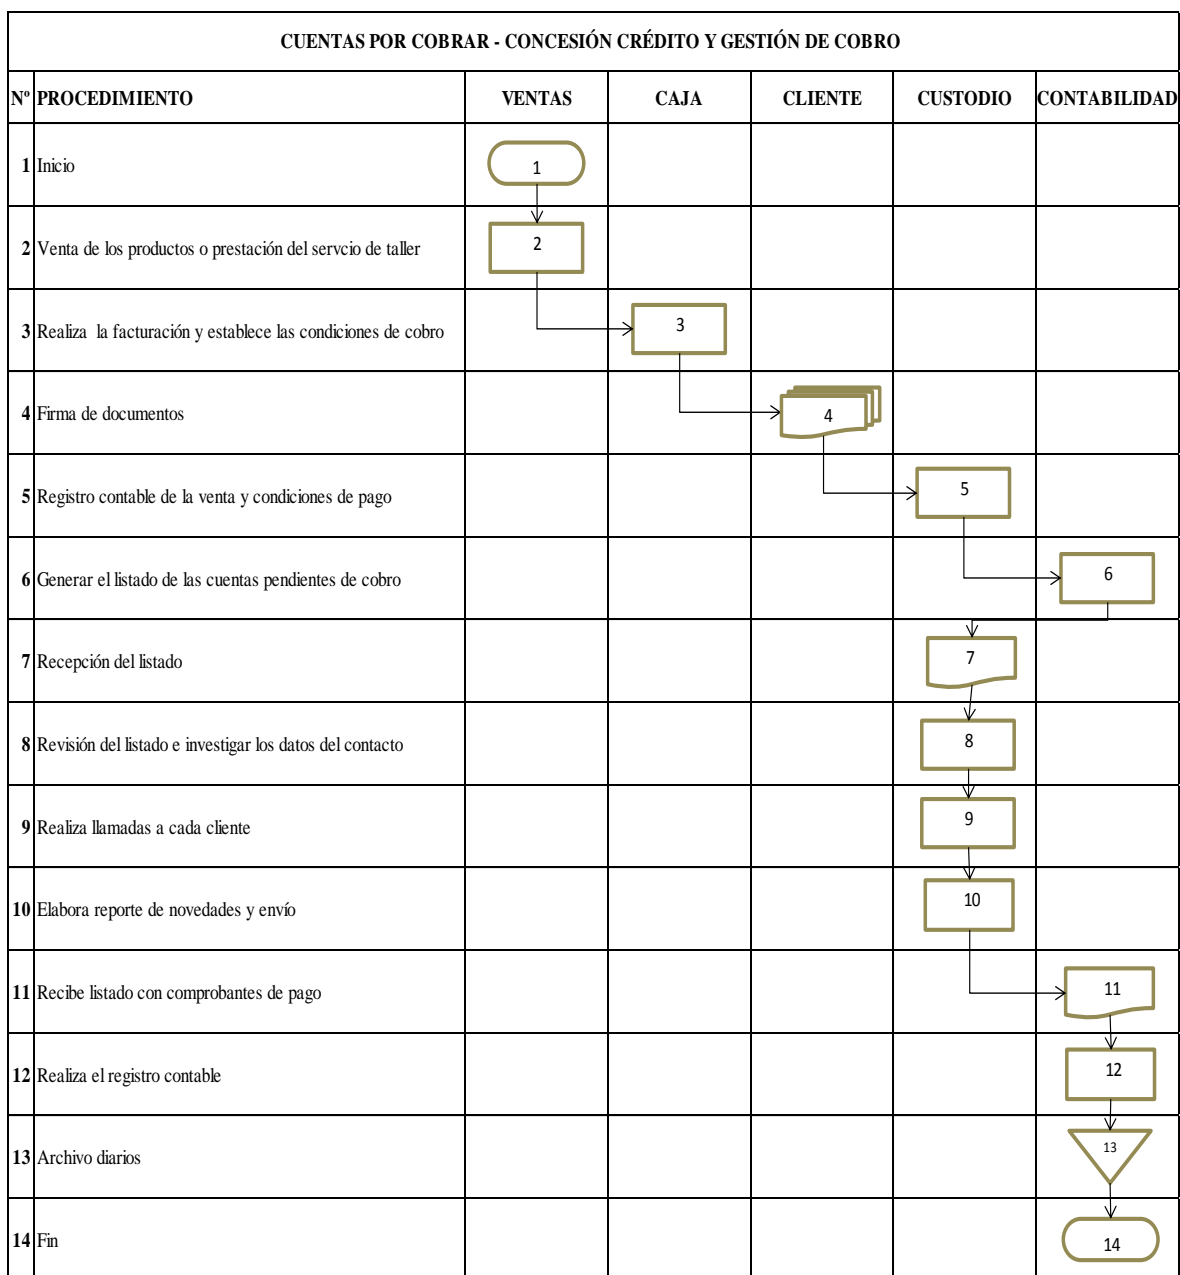 CUENTAS POR COBRAR - CONCESIÓN CRÉDITO Y GESTIÓN DE COBRO
Nº PROCEDIMIENTO VENTAS CAJA CLIENTE CUSTODIO CONTABILIDAD
1 Inicio 1
2 Venta de los productos o prestación del servcio de taller 2
3 Realiza la facturación y establece las condiciones de cobro 3
4 Firma de documentos 4
5 Registro contable de la venta y condiciones de pago 5
6 Generar el listado de las cuentas pendientes de cobro 6
7 Recepción del listado 7
8 Revisión del listado e investigar los datos del contacto 8
9 Realiza llamadas a cada cliente 9
10 Elabora reporte de novedades y envío 10
11 Recibe listado con comprobantes de pago 11
12 Realiza el registro contable 12
13 Archivo diarios 13
14 Fin 14